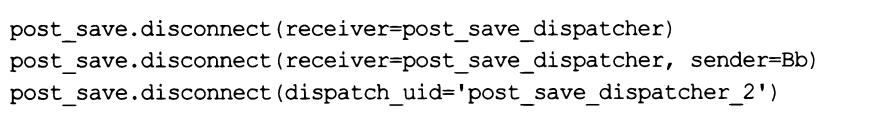 post_save.disconnect(receiver=post_save_dispatcher)
post_save.disconnect(receiver=post_save_dispatcher, sender=Bb)
post_save.disconnect(dispatch_uid='post_save_dispatcher_2')